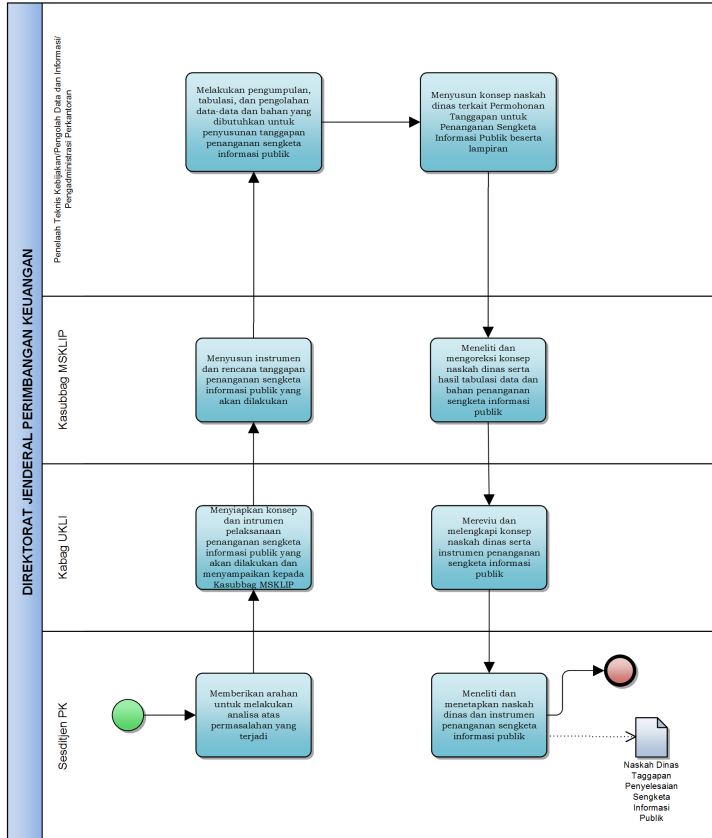 DIREKTORAT JENDERAL PERIMBANGAN KEUANGAN
Penelaah Teknis Kebijakan/Pengolah Data dan Informasi/
Pengadministrasi Perkantoran
Melakukan pengumpulan,
tabulasi, dan pengolahan
data-data dan bahan yang
dibutuhkan untuk
penyusunan tanggapan
penanganan sengketa
informasi publik
Menyusun konsep naskah
dinas terkait Permohonan
Tanggapan untuk
Penanganan Sengketa
Informasi Publik beserta
lampiran
Kasubbag MSKLIP
Menyusun instrumen
dan rencana tanggapan
penanganan sengketa
informasi publik yang
akan dilakukan
Meneliti dan
mengoreksi konsep
naskah dinas serta
hasil tabulasi data dan
bahan penanganan
sengketa informasi
publik
Kabag UKLI
Menyiapkan konsep
dan intrumen
pelaksanaan
penanganan sengketa
informasi publik yang
akan dilakukan dan
menyampaikan kepada
Kasubbag MSKLIP
Mereviu dan
melengkapi konsep
naskah dinas serta
instrumen penanganan
sengketa informasi
publik
Sesditjen PK
Memberikan arahan
untuk melakukan
analisa atas
permasalahan yang
terjadi
Meneliti dan
menetapkan naskah
dinas dan instrumen
penanganan sengketa
informasi publik
Naskah Dinas
Taggapan
Penyelesaian
Sengketa
Informasi
Publik